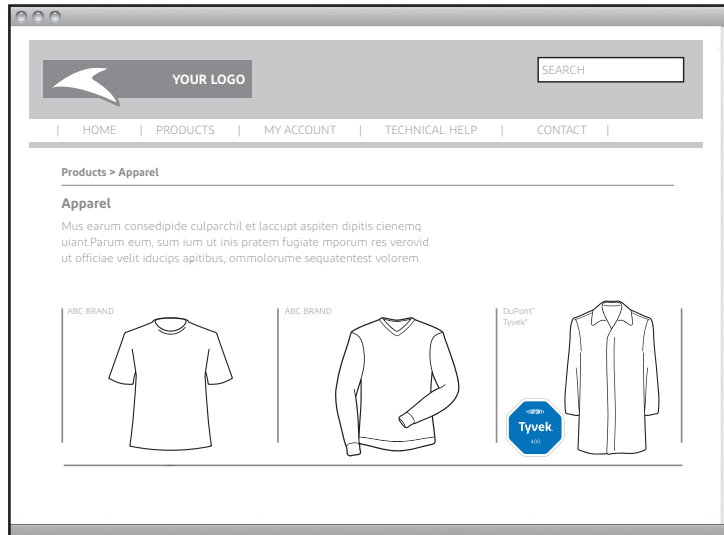 YOUR LOGO
SEARCH
| HOME | PRODUCTS | MY ACCOUNT | TECHNICAL HELP | CONTACT |
Products > Apparel
Apparel
Mus earum consedipide culparchil et laccupt aspiten dipitis cienemq
uiant.Parum eum, sum ium ut inis pratem fugiate mporum res verovid
ut officiae velit iducips apitibus, ommolorume sequatentest volorem.
ABC BRAND
ABC BRAND
DuPont™
Tyvek®
‹DUPONT›
Tyvek.
400